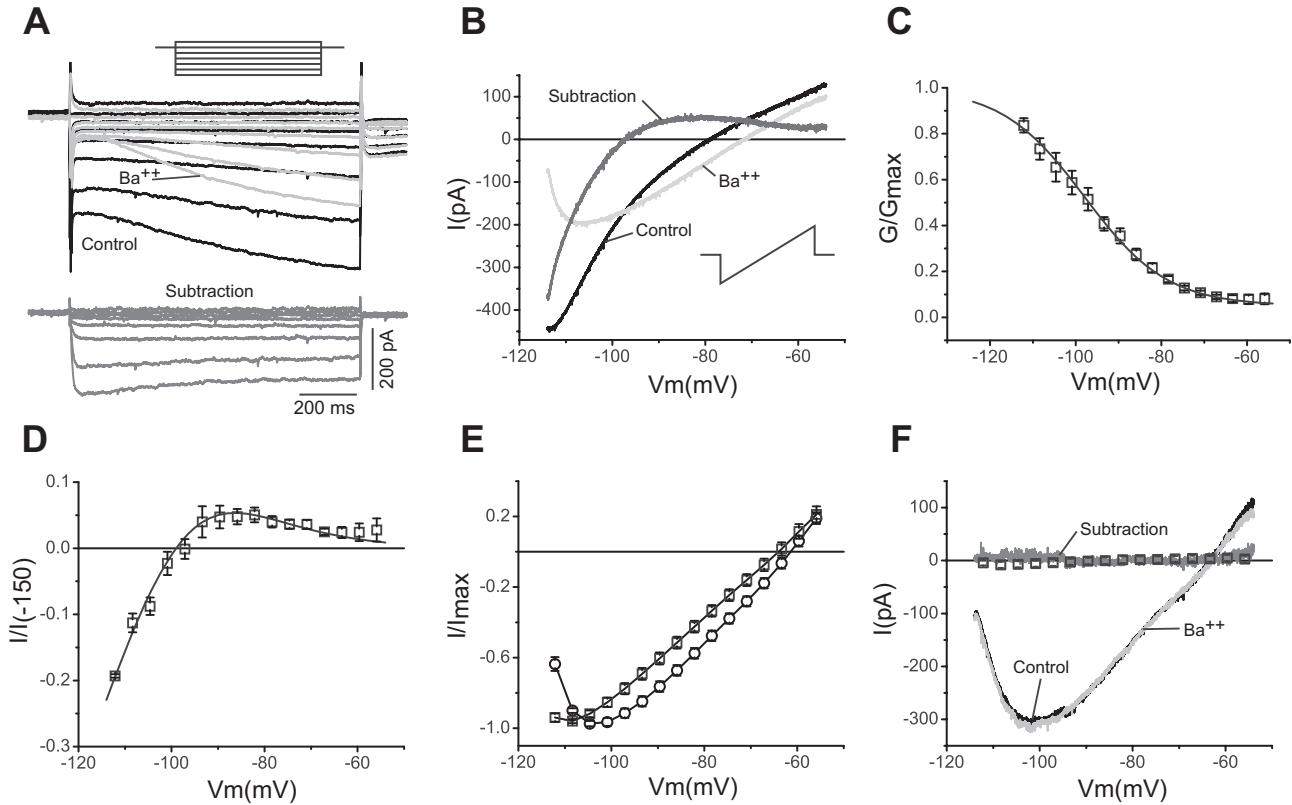 A
Ba++
Control
Subtraction
200 pA
200 ms
B
100
0
-100
-200
-300
-400
I(pA)
Subtraction
Ba++
Control
-120
-100
-80
-60
Vm(mV)
C
1.0
0.8
0.6
0.4
0.2
0.0
G/Gmax
-120
-100
-80
-60
Vm(mV)
D
0.1
0.0
-0.1
-0.2
-0.3
I/I(-150)
-120
-100
-80
-60
Vm(mV)
E
0.2
-0.2
-0.6
-1.0
I/Imax
-120
-100
-80
-60
Vm(mV)
F
100
0
-100
-200
-300
I(pA)
Subtraction
Ba++
Control
-120
-100
-80
-60
Vm(mV)